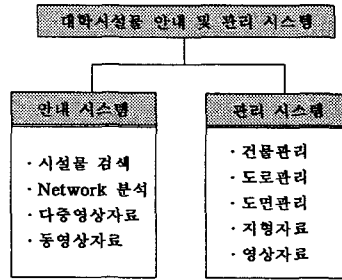 대학시설물 안내 및 관리 시스템
안내 시스템
· 시설물 검색
· Network 분석
· 다중영상자료
· 동영상자료
관리 시스템
· 건물관리
· 도로관리
· 도면관리
· 지형자료
· 영상자료